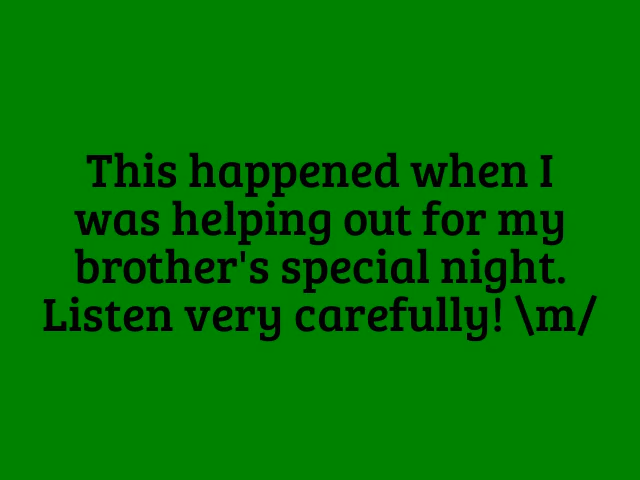 This happened when I
was helping out for my
brother's special night.
Listen very carefully! \m/